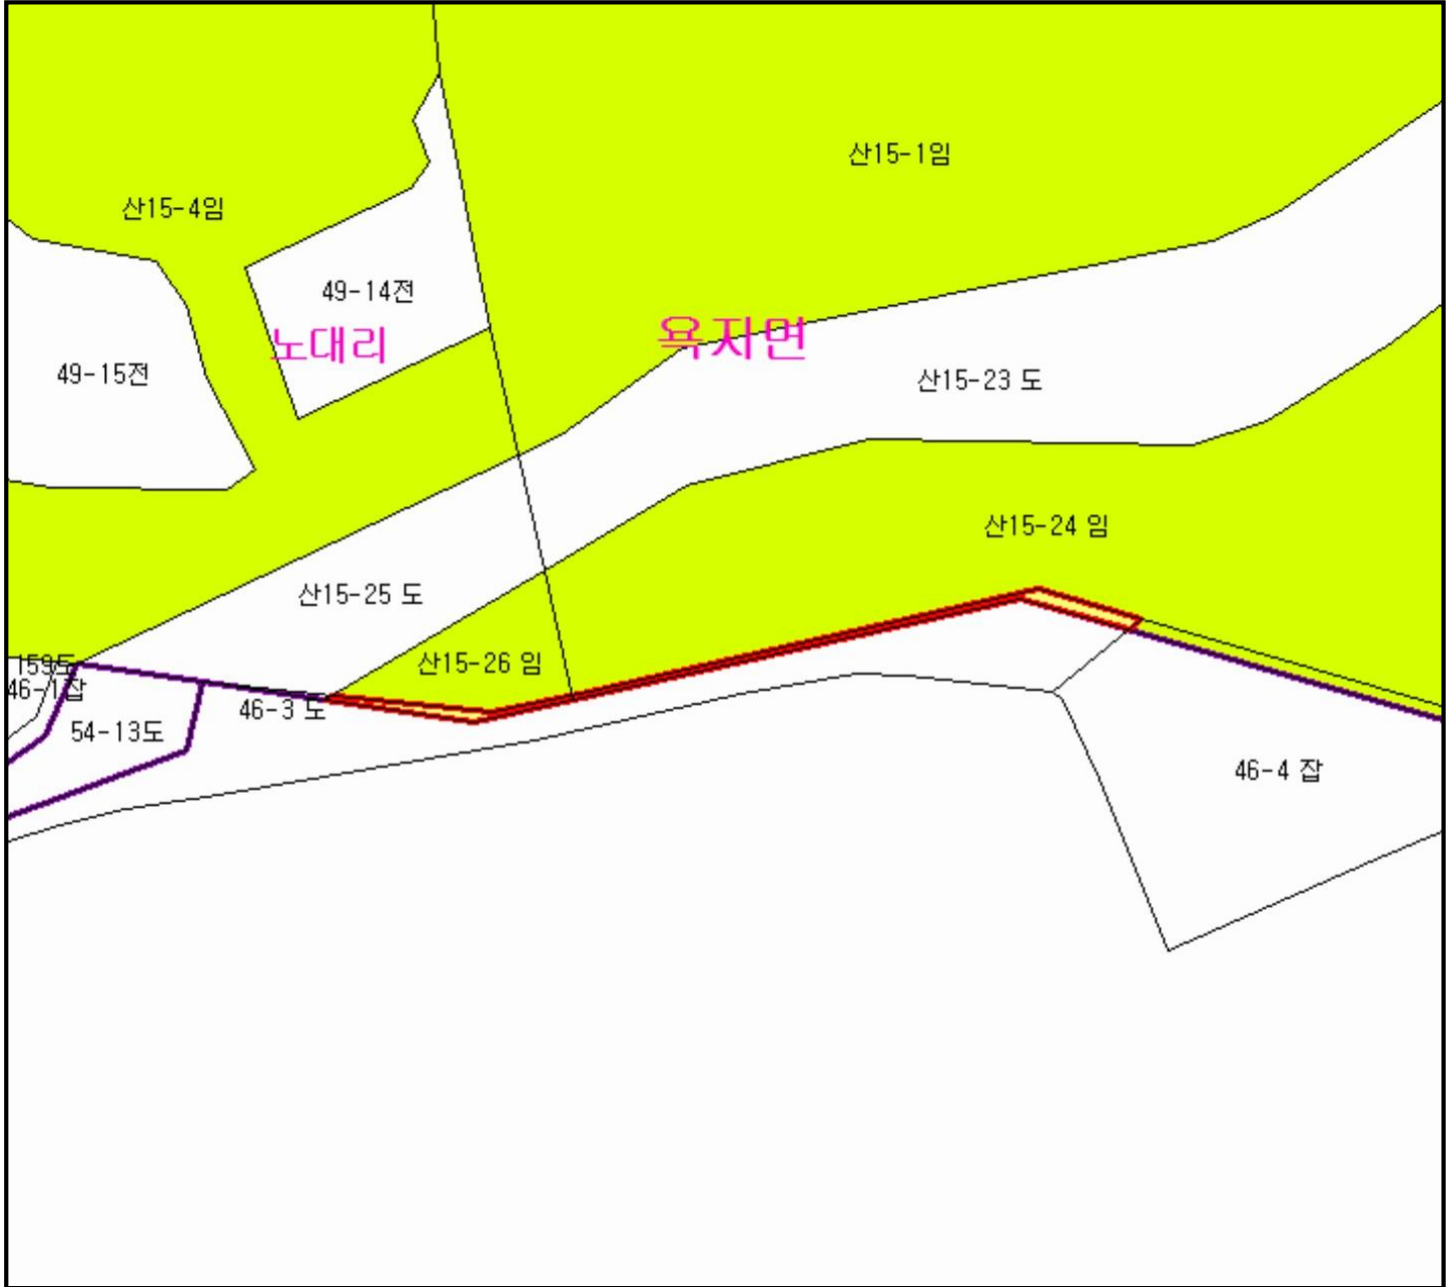 산15-1임
산15-4임
49-14전
욕지면
노대리
49-15전
산15-23 도
산15-24 임
산15-25 도
산15-26 임
159도
46-1잡
46-3 도
54-13도
46-4 잡